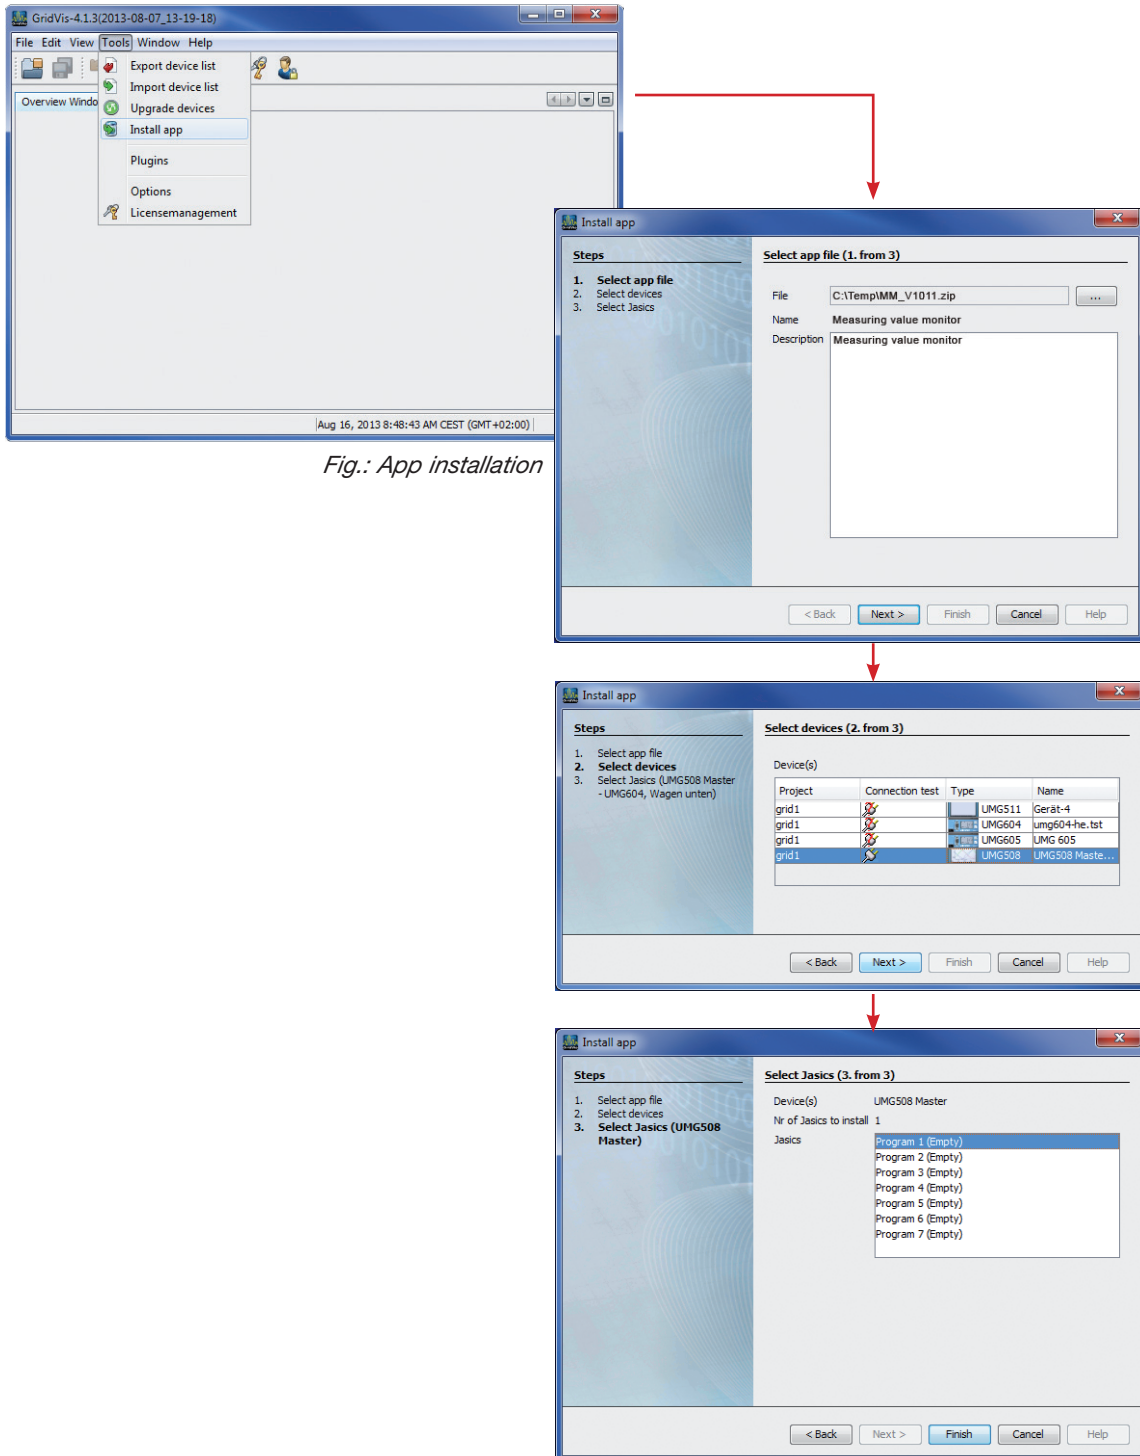 GridVis-4.1.3(2013-08-07_13-19-18)
File Edit View Tools Window Help
Export device list
Import device list
Upgrade devices
Install app
Plugins
Options
Licensemanagement
Overview Windo
Aug 16, 2013 8:48:43 AM CEST (GMT+02:00)
Fig.: App installation
Install app
Steps
1. Select app file
2. Select devices
3. Select Jasics
Select app file (1. from 3)
File C:\Temp\MM_V1011.zip ...
Name Measuring value monitor
Description Measuring value monitor
< Back Next > Finish Cancel Help
Install app
Steps
1. Select app file
2. Select devices
3. Select Jasics (UMG508 Master
- UMG604, Wagen unten)
Select devices (2. from 3)
Device(s)
Project Connection test Type Name
grid1 UMG511 Gerät-4
grid1 UMG604 umg604-he.tst
grid1 UMG605 UMG 605
grid1 UMG508 UMG508 Maste...
< Back Next > Finish Cancel Help
Install app
Steps
1. Select app file
2. Select devices
3. Select Jasics (UMG508
Master)
Select Jasics (3. from 3)
Device(s) UMG508 Master
Nr of Jasics to install 1
Jasics
Program 1 (Empty)
Program 2 (Empty)
Program 3 (Empty)
Program 4 (Empty)
Program 5 (Empty)
Program 6 (Empty)
Program 7 (Empty)
< Back Next > Finish Cancel Help